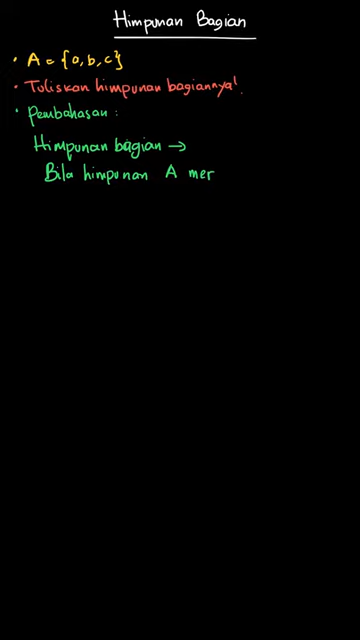 Himpunan Bagian
• A = {a, b, c}
• Tuliskan himpunan bagiannya!
• Pembahasan :
Himpunan bagian →
Bila himpunan A mer